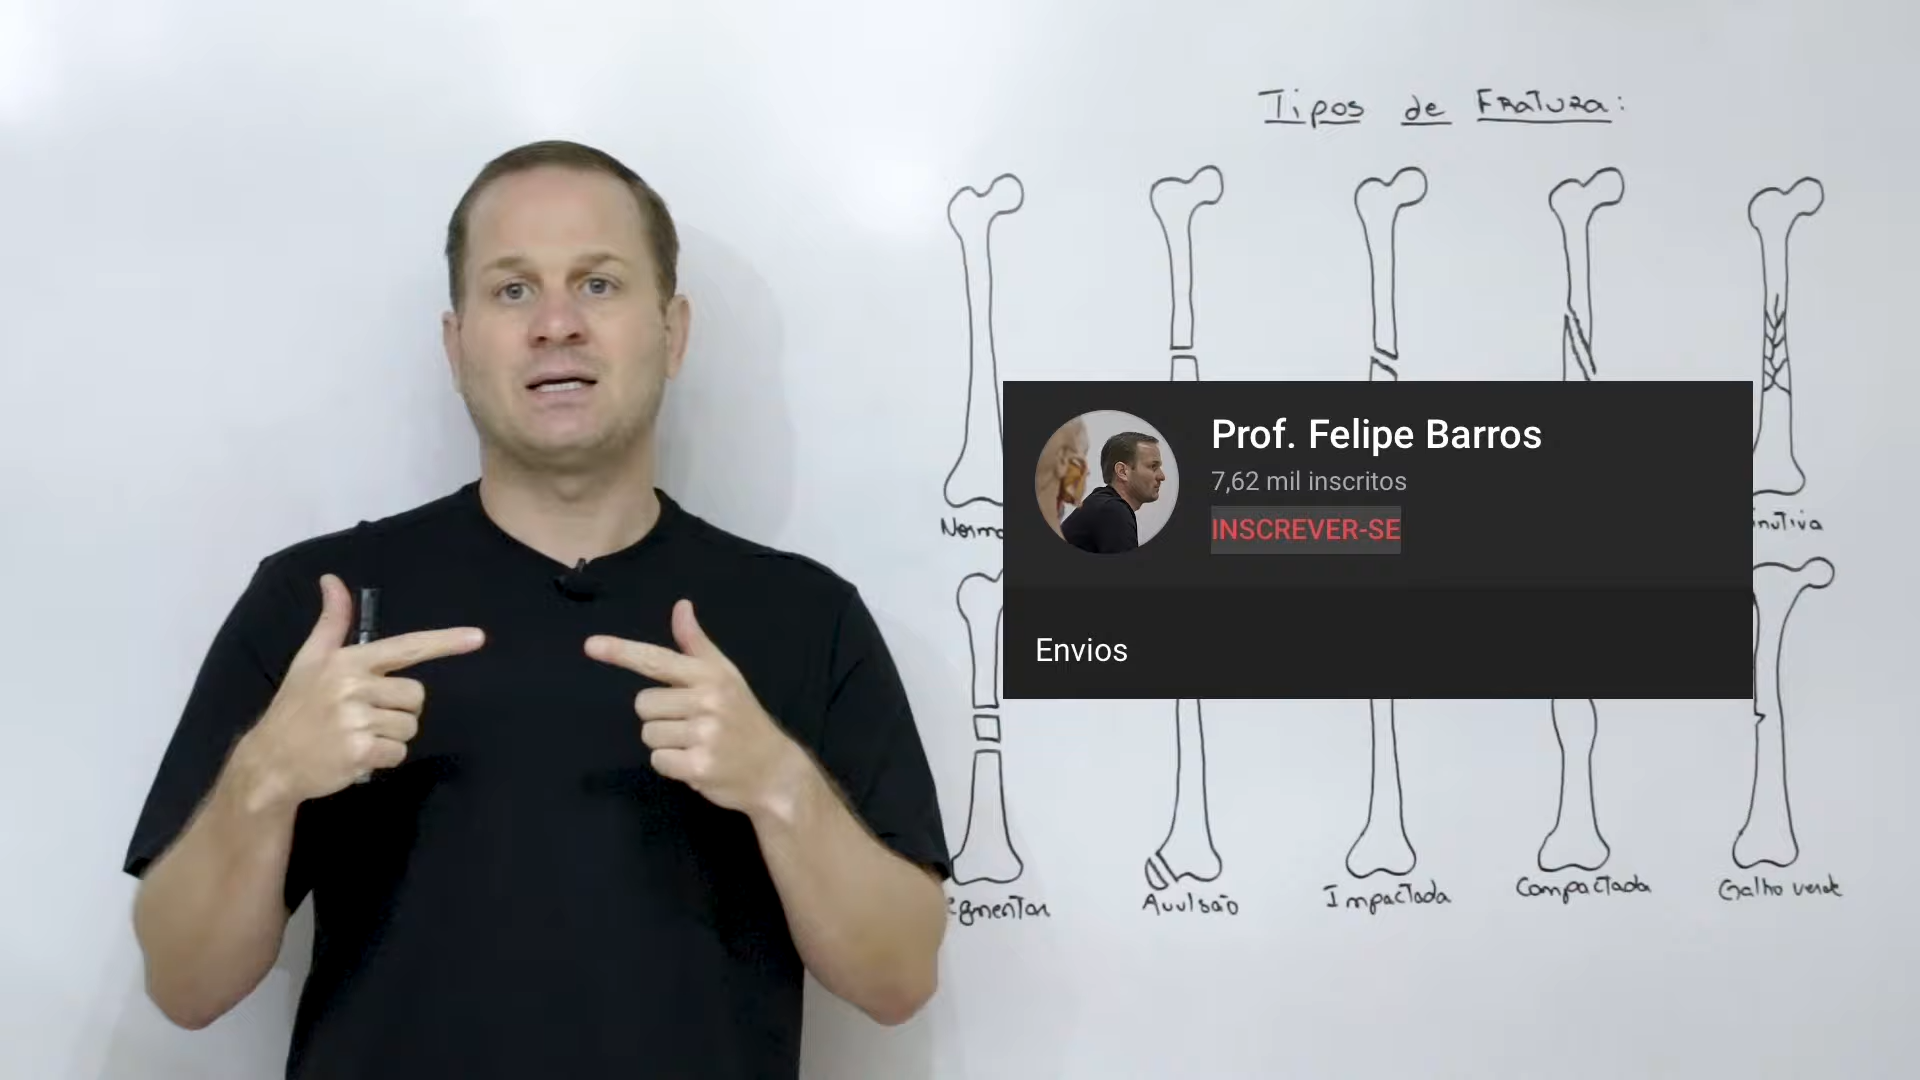 Tipos de Fratura:
Prof. Felipe Barros
7,62 mil inscritos
INSCREVER-SE
Envios
Avulsão
Impactada
Compactada
Galho verde